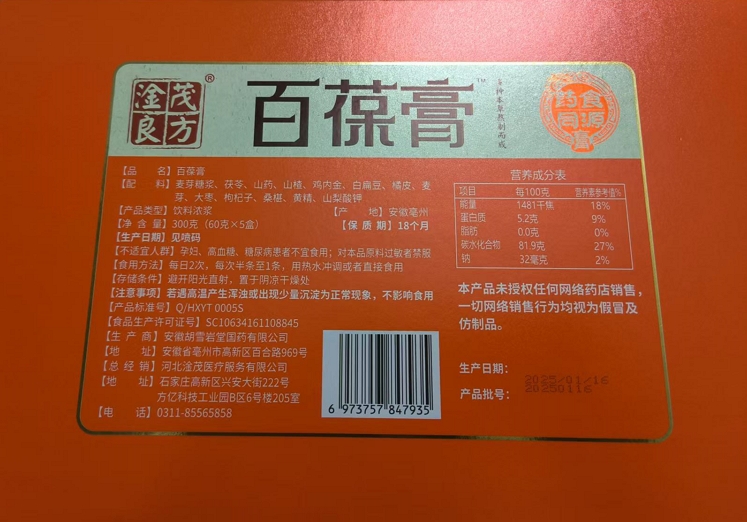 淦茂
良方
®
百葆膏
™
多种本草熬制而成
药食
同源
膏
【品 名】百葆膏
【配 料】麦芽糖浆、茯苓、山药、山楂、鸡内金、白扁豆、橘皮、麦
芽、大枣、枸杞子、桑椹、黄精、山梨酸钾
【产品类型】饮料浓浆 【产 地】安徽亳州
【净 含 量】300克（60克×5盒） 【保 质 期】18个月
【生产日期】见喷码
【不适宜人群】孕妇、高血糖、糖尿病患者不宜食用；对本品原料过敏者禁服
【食用方法】每日2次，每次半条至1条，用热水冲调或者直接食用
【存储条件】避开阳光直射，置于阴凉干燥处
【注意事项】若遇高温产生浑浊或出现少量沉淀为正常现象，不影响食用
【产品标准号】Q/HXYT 0005S
【食品生产许可证号】SC10634161108845
【生 产 商】安徽胡雪岩堂国药有限公司
【地 址】安徽省亳州市高新区百合路969号
【总 经 销】河北淦茂医疗服务有限公司
【地 址】石家庄高新区兴安大街222号
方亿科技工业园B区6号楼205室
【电 话】0311-85565858
6 973757 847935
营养成分表
项目 每100克 营养素参考值%
能量 1481千焦 18%
蛋白质 5.2克 9%
脂肪 0.0克 0%
碳水化合物 81.9克 27%
钠 32毫克 2%
本产品未授权任何网络药店销售，
一切网络销售行为均视为假冒及
仿制品。
生产日期： 2025/01/16
产品批号： 20250116